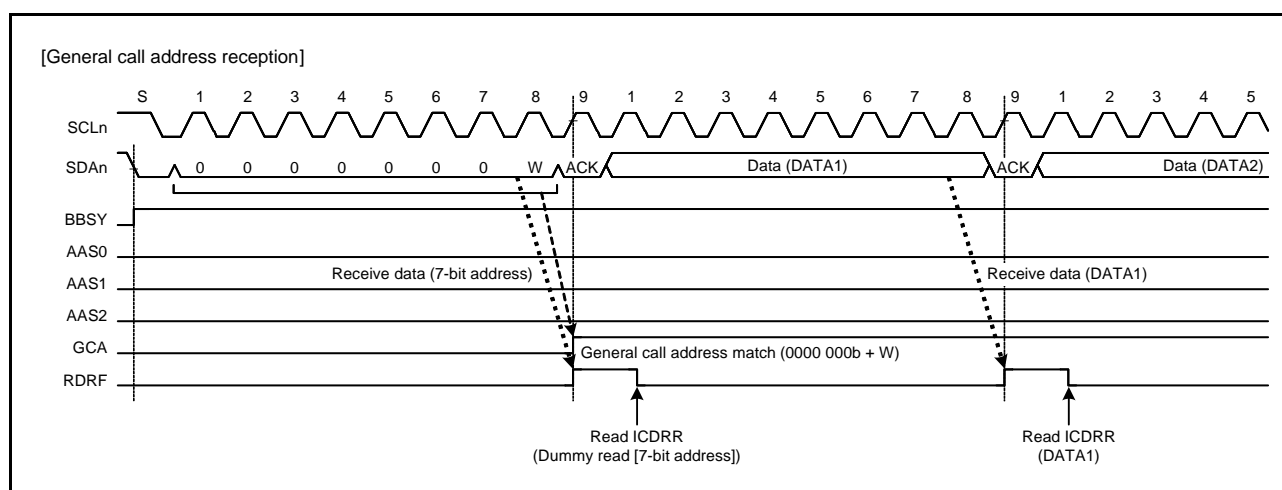 [General call address reception]
S 1 2 3 4 5 6 7 8 9 1 2 3 4 5 6 7 8 9 1 2 3 4 5
SCLn
SDAn 0 0 0 0 0 0 0 W ACK Data (DATA1) ACK Data (DATA2)
BBSY
AAS0
Receive data (7-bit address) Receive data (DATA1)
AAS1
AAS2
GCA
General call address match (0000 000b + W)
RDRF
Read ICDRR Read ICDRR
(Dummy read [7-bit address]) (DATA1)